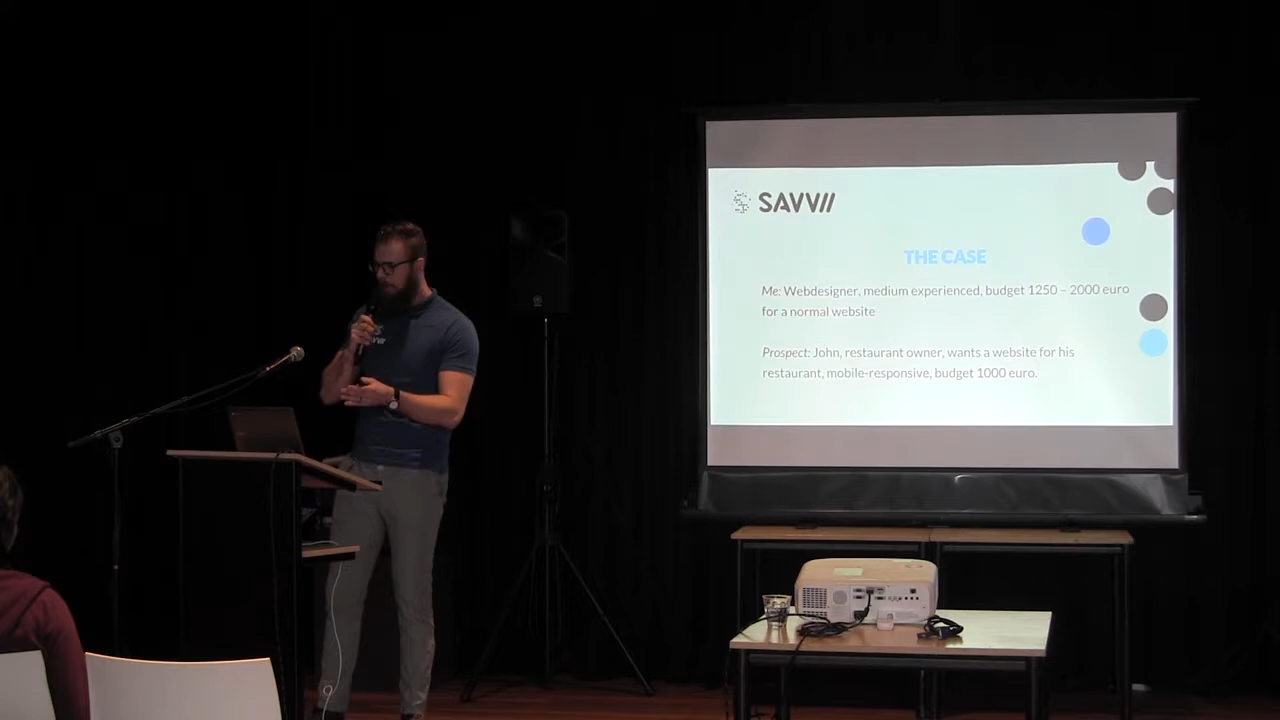 SAVVII
THE CASE
Me: Webdesigner, medium experienced, budget 1250 – 2000 euro
for a normal website
Prospect: John, restaurant owner, wants a website for his
restaurant, mobile-responsive, budget 1000 euro.